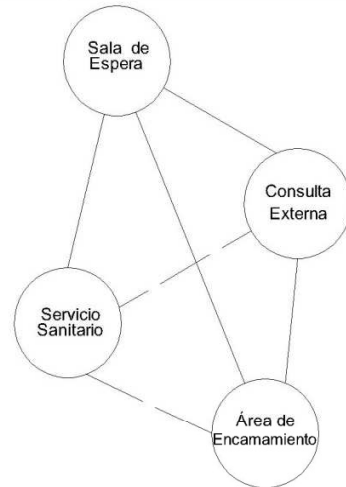 Sala de
Espera
Consulta
Externa
Servicio
Sanitario
Área de
Encamamiento